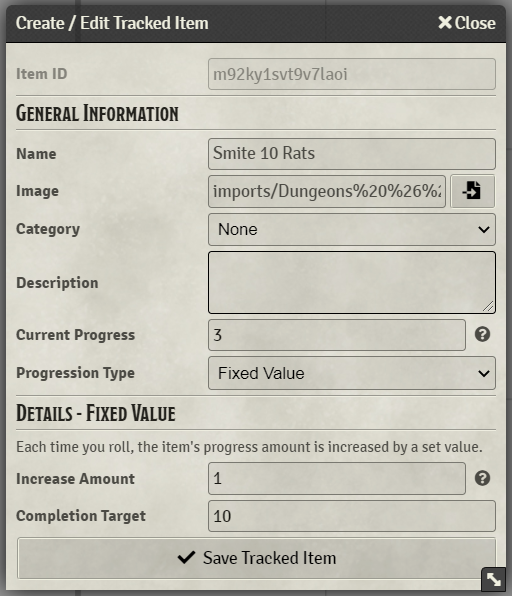 Create / Edit Tracked Item
Close
Item ID
m92ky1svt9v7laoi
General Information
Name
Smite 10 Rats
Image
imports/Dungeons%20%26%2
Category
None
Description
Current Progress
3
Progression Type
Fixed Value
Details - Fixed Value
Each time you roll, the item's progress amount is increased by a set value.
Increase Amount
1
Completion Target
10
Save Tracked Item